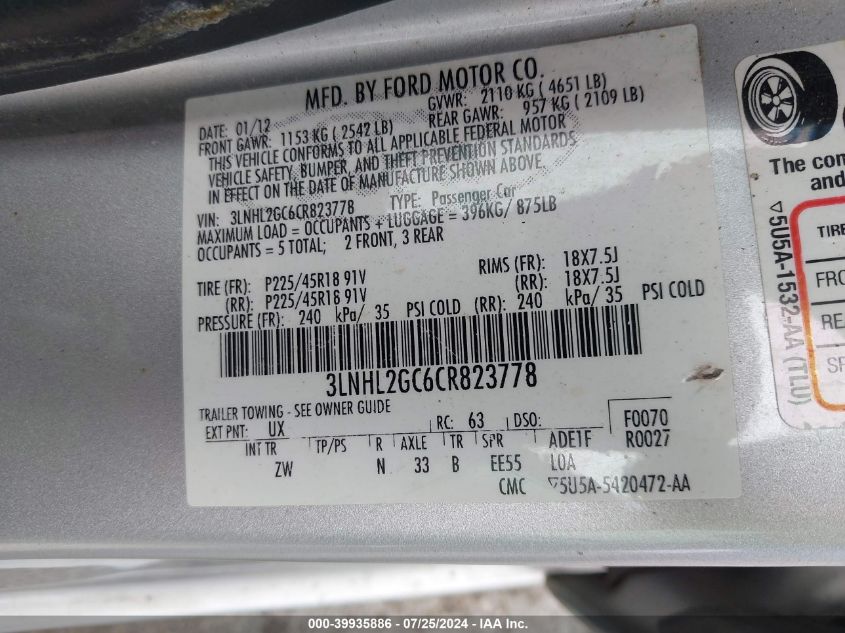 MFD. BY FORD MOTOR CO.
DATE: 01/12 GVWR: 2110 KG ( 4651 LB)
FRONT GAWR: 1153 KG ( 2542 LB) REAR GAWR: 957 KG ( 2109 LB)
THIS VEHICLE CONFORMS TO ALL APPLICABLE FEDERAL MOTOR
VEHICLE SAFETY, BUMPER, AND THEFT PREVENTION STANDARDS
IN EFFECT ON THE DATE OF MANUFACTURE SHOWN ABOVE.
VIN: 3LNHL2GC6CR823778 TYPE: Passenger Car
MAXIMUM LOAD = OCCUPANTS + LUGGAGE = 396KG/ 875LB
OCCUPANTS = 5 TOTAL; 2 FRONT, 3 REAR
TIRE (FR): P225/45R18 91V RIMS (FR): 18X7.5J
(RR): P225/45R18 91V (RR): 18X7.5J
PRESSURE (FR): 240 kPa/ 35 PSI COLD (RR): 240 kPa/ 35 PSI COLD
3LNHL2GC6CR823778
TRAILER TOWING - SEE OWNER GUIDE
EXT PNT: UX RC: 63 DSO: F0070
INT TR TP/PS R AXLE TR SPR ADE1F R0027
ZW N 33 B EE55 LOA
CMC ▽5U5A-5420472-AA
The con
and
▽5U5A-1532-AA (TLU)
TIRE
FRO
RE
SP
000-39935886 - 07/25/2024 - IAA Inc.